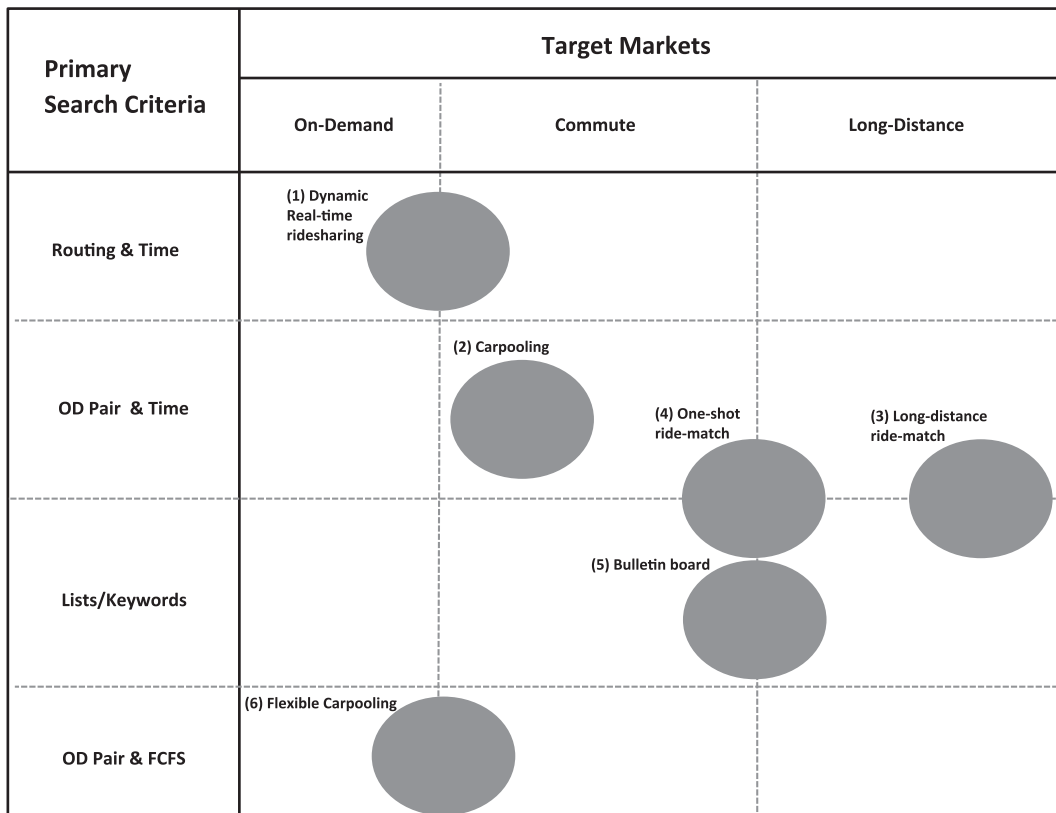 Primary
Search Criteria
Target Markets
On-Demand
Commute
Long-Distance
Routing & Time
(1) Dynamic
Real-time
ridesharing
OD Pair & Time
(2) Carpooling
(4) One-shot
ride-match
(3) Long-distance
ride-match
Lists/Keywords
(5) Bulletin board
OD Pair & FCFS
(6) Flexible Carpooling